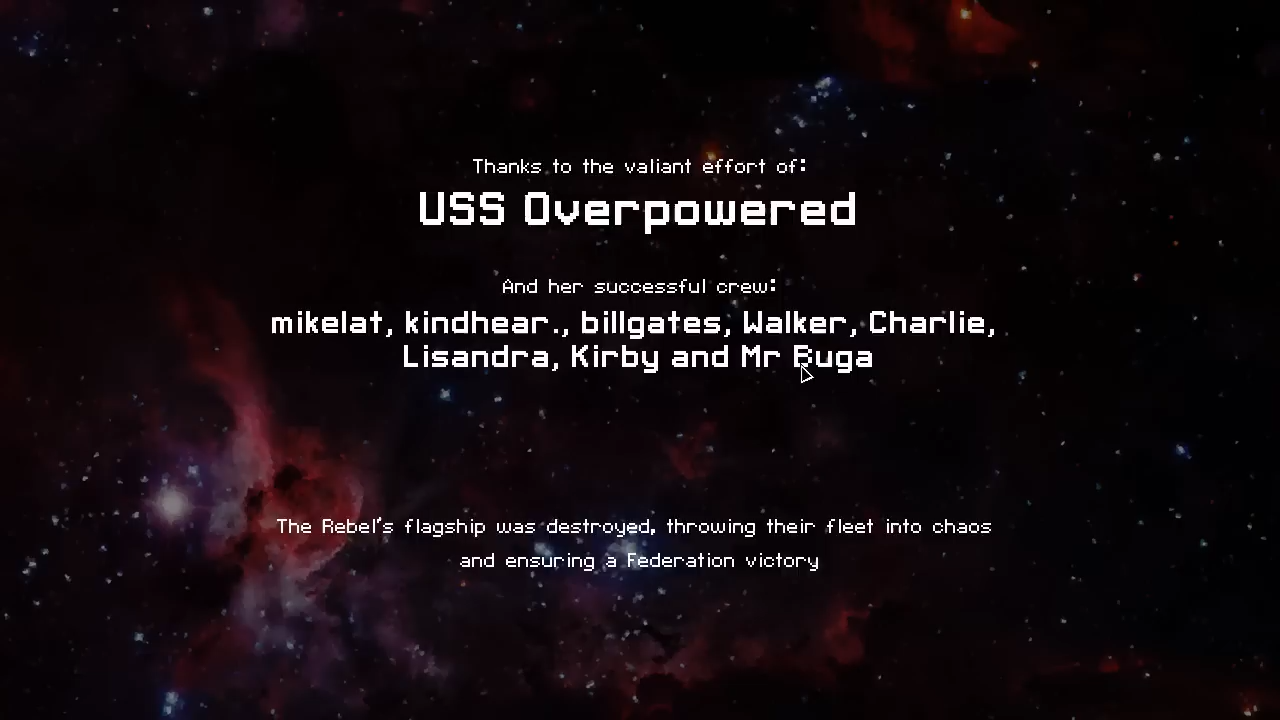 Thanks to the valiant effort of:
USS Overpowered
And her successful crew:
mikelat, kindhear., billgates, Walker, Charlie,
Lisandra, Kirby and Mr Buga
The Rebel's flagship was destroyed, throwing their fleet into chaos
and ensuring a Federation victory